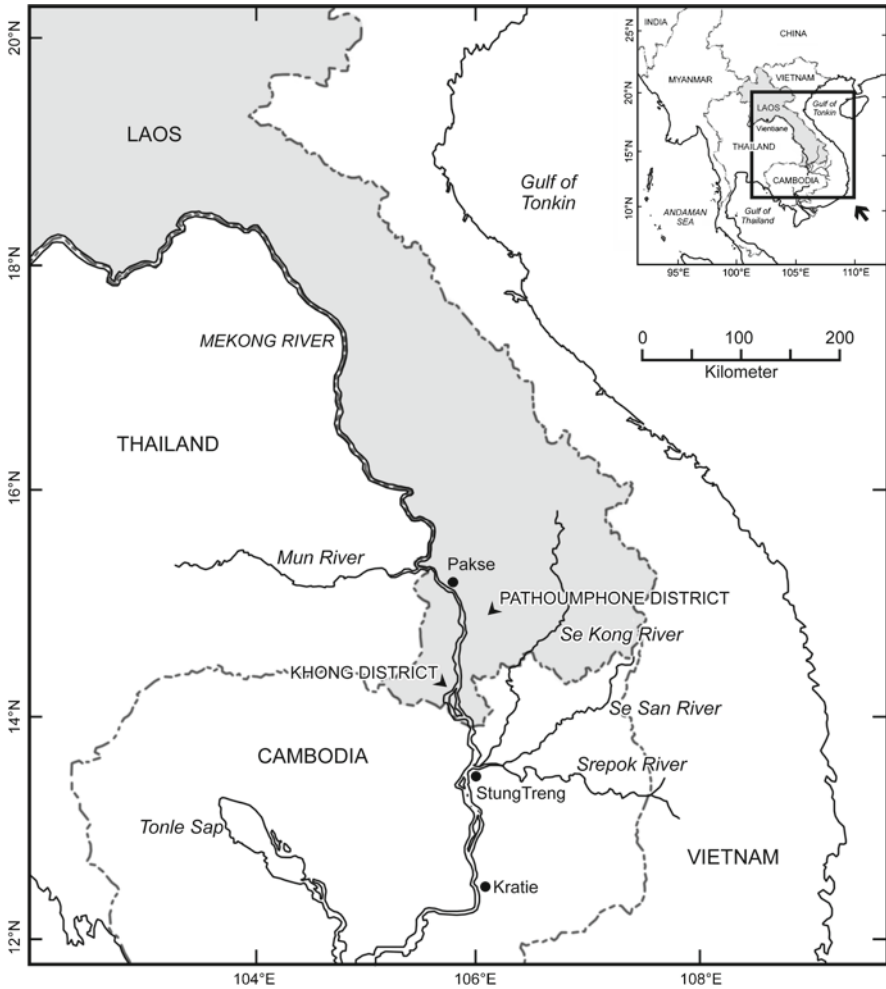 20°N
18°N
16°N
14°N
12°N
104°E
106°E
108°E
LAOS
Gulf of
Tonkin
MEKONG RIVER
THAILAND
Mun River
Pakse
PATHOUMPHONE DISTRICT
Se Kong River
KHONG DISTRICT
Se San River
CAMBODIA
Srepok River
StungTreng
Tonle Sap
VIETNAM
Kratie
INDIA
CHINA
MYANMAR
VIETNAM
LAOS
Gulf of
Tonkin
Vientiane
THAILAND
CAMBODIA
ANDAMAN
SEA
Gulf of
Thailand
25°N
20°N
15°N
10°N
95°E
100°E
105°E
110°E
0
100
200
Kilometer